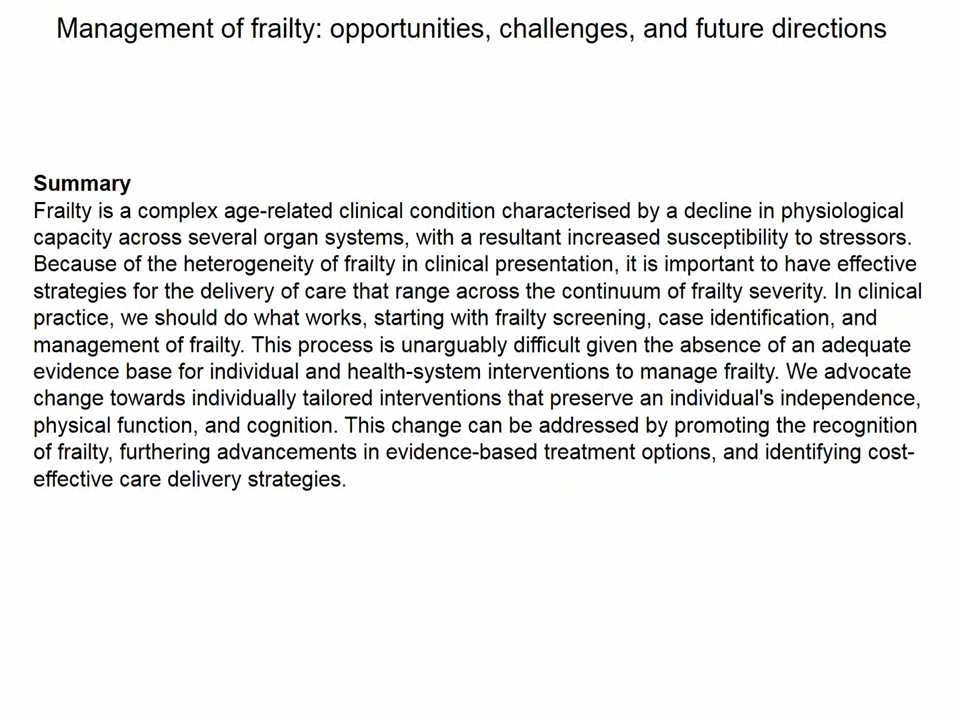 Management of frailty: opportunities, challenges, and future directions
Summary
Frailty is a complex age-related clinical condition characterised by a decline in physiological
capacity across several organ systems, with a resultant increased susceptibility to stressors.
Because of the heterogeneity of frailty in clinical presentation, it is important to have effective
strategies for the delivery of care that range across the continuum of frailty severity. In clinical
practice, we should do what works, starting with frailty screening, case identification, and
management of frailty. This process is unarguably difficult given the absence of an adequate
evidence base for individual and health-system interventions to manage frailty. We advocate
change towards individually tailored interventions that preserve an individual's independence,
physical function, and cognition. This change can be addressed by promoting the recognition
of frailty, furthering advancements in evidence-based treatment options, and identifying cost-
effective care delivery strategies.